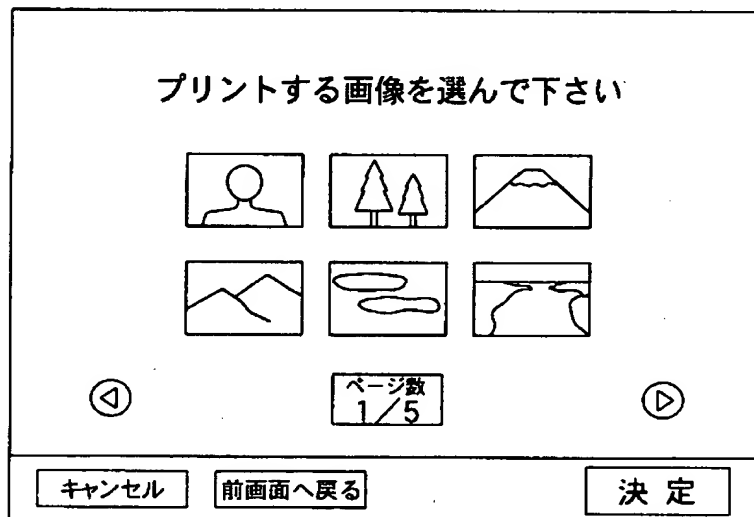 プリントする画像を選んで下さい
ページ数
1/5
キャンセル
前画面へ戻る
決定